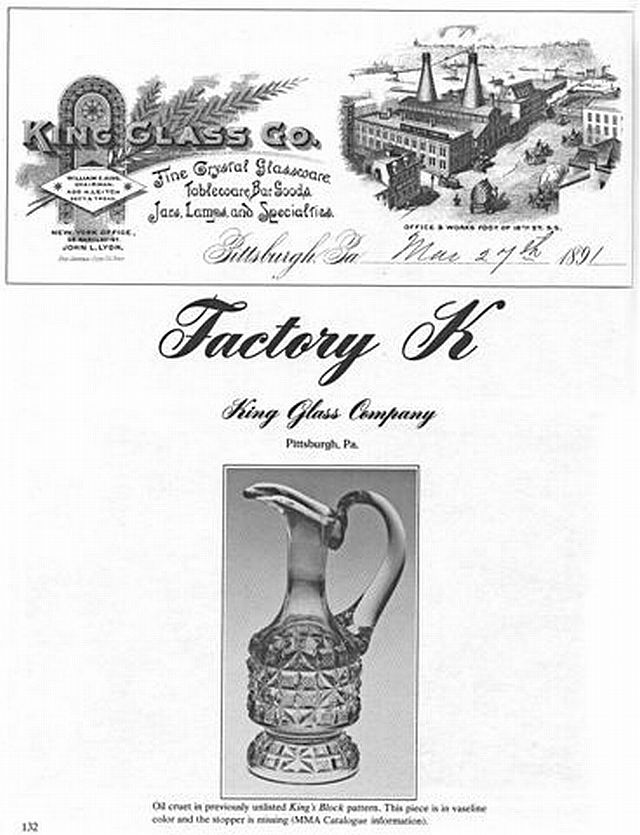 KING GLASS CO.
Fine Crystal Glassware,
Tableware, Bar Goods,
Jars, Lamps, and Specialties.
WILLIAM C. KING,
CHAIRMAN.
SEC'Y & TREAS.
NEW YORK OFFICE,
JOHN L. LYON.
OFFICE & WORKS FOOT OF 18TH ST. S.S.
Pittsburgh, Pa. Mar 27th 1891
Factory K
King Glass Company
Pittsburgh, Pa.
Oil cruet in previously unlisted King's Block pattern. This piece is in vaseline
color and the stopper is missing (MMA Catalogue information).
132